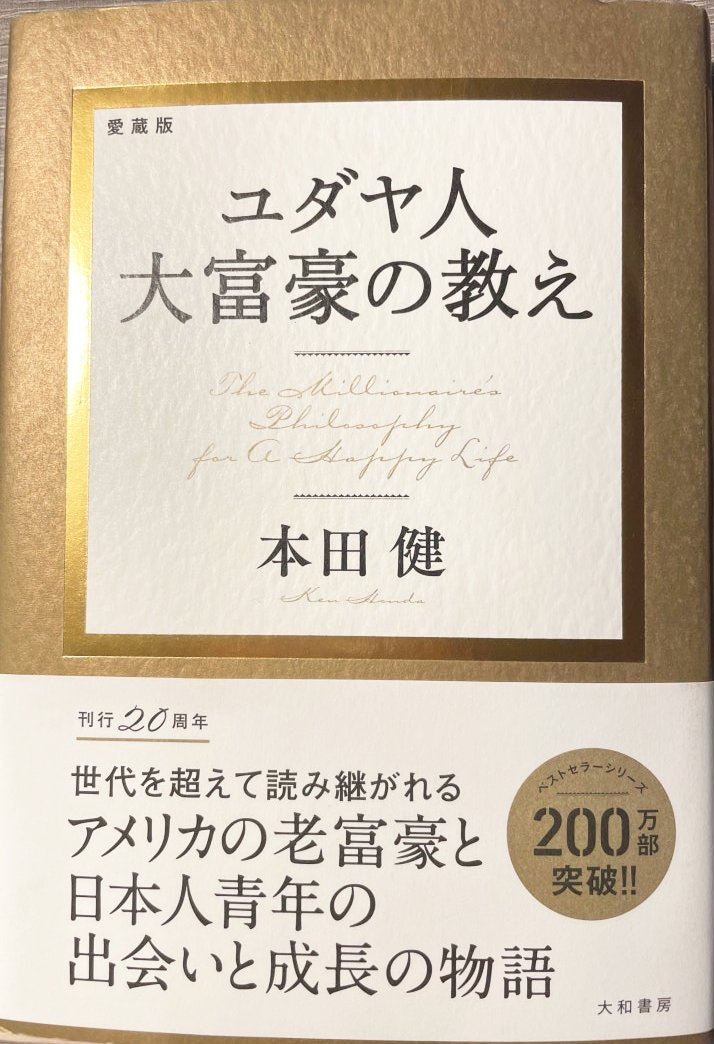 愛蔵版
ユダヤ人
大富豪の教え
The Millionaire's
Philosophy
for A Happy Life
本田 健
Ken Honda
刊行20周年
世代を超えて読み継がれる
アメリカの老富豪と
日本人青年の
出会いと成長の物語
ベストセラーシリーズ
200万部
突破!!
大和書房